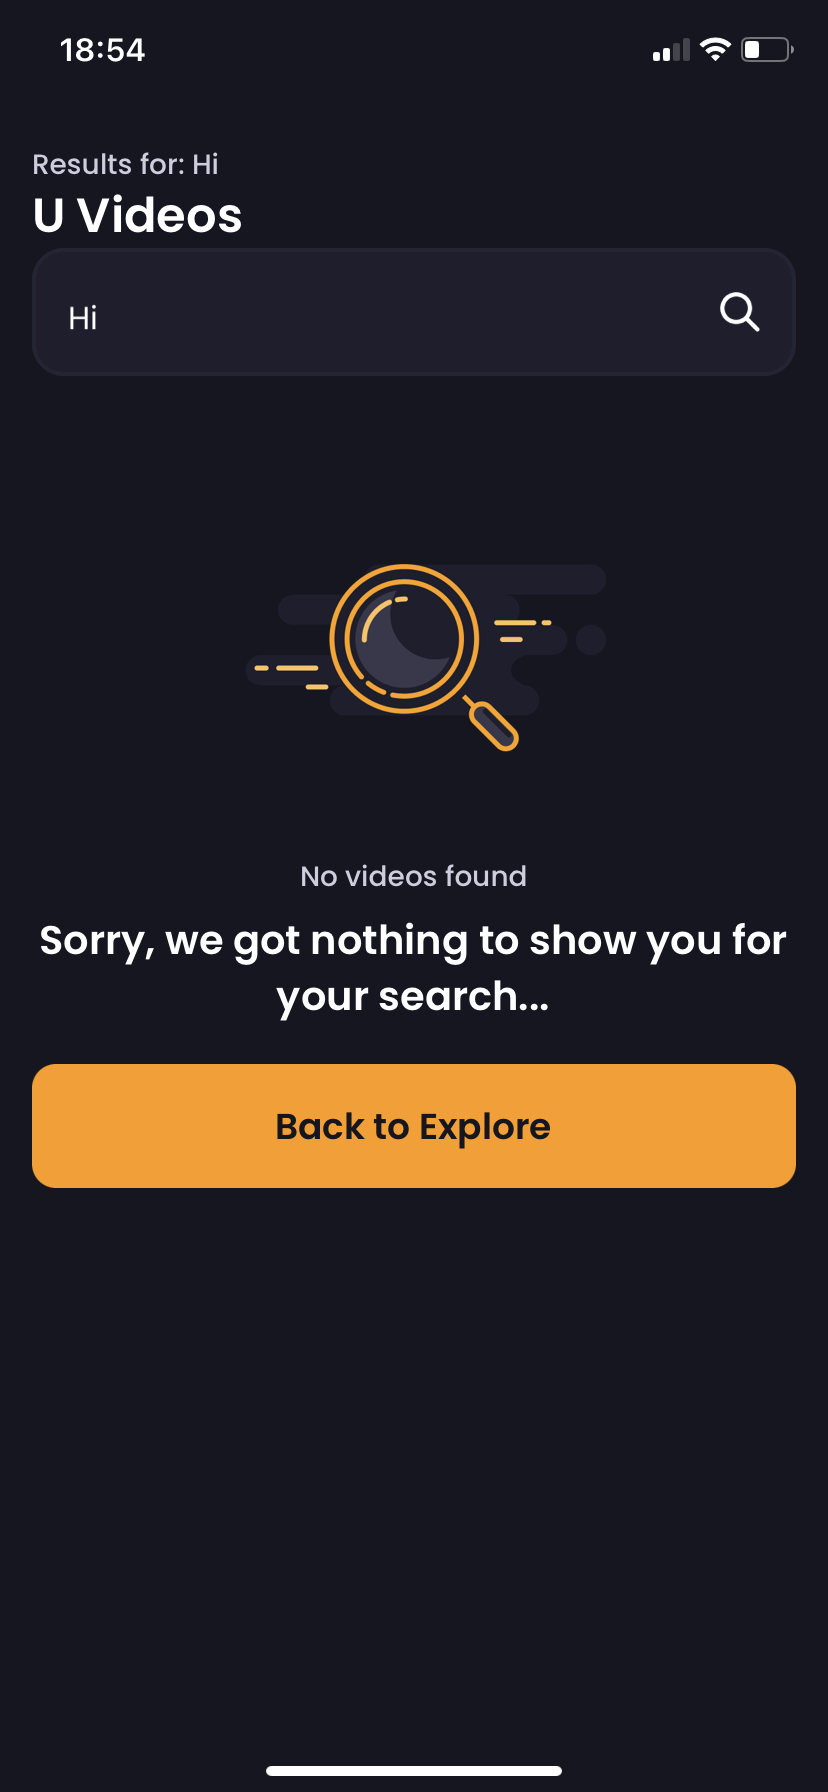 18:54
Results for: Hi
U Videos
Hi
No videos found
Sorry, we got nothing to show you for
your search...
Back to Explore